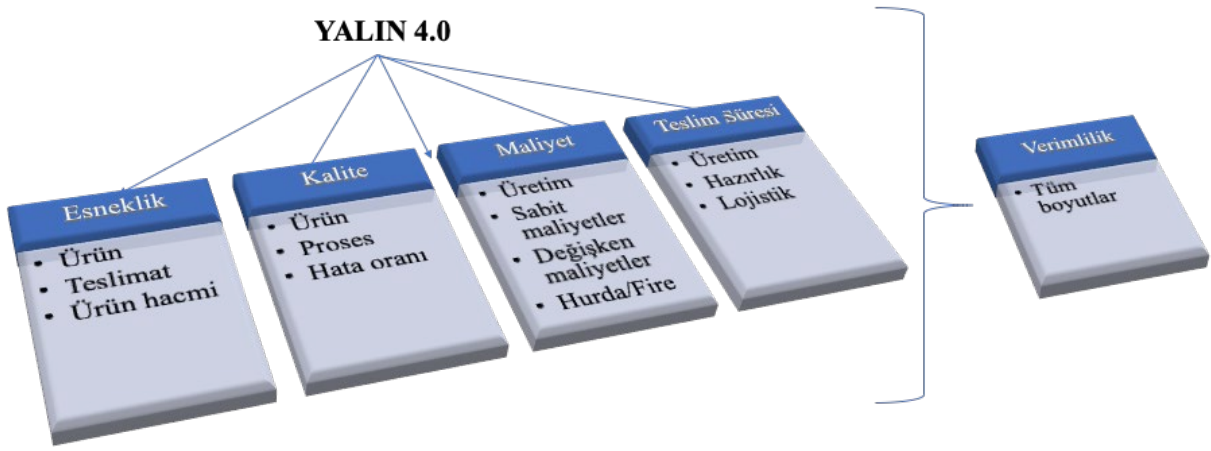 YALIN 4.0
Esneklik
• Ürün
• Teslimat
• Ürün hacmi
Kalite
• Ürün
• Proses
• Hata oranı
Maliyet
• Üretim
• Sabit
maliyetler
• Değişken
maliyetler
• Hurda/Fire
Teslim Süresi
• Üretim
• Hazırlık
• Lojistik
Verimlilik
• Tüm
boyutlar